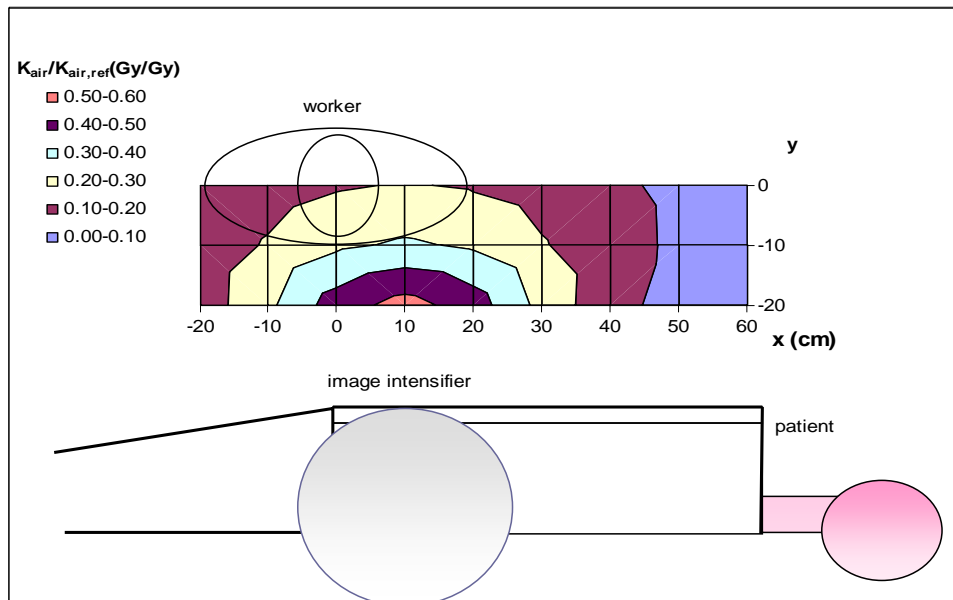 K_air/K_air,ref(Gy/Gy)
0.50-0.60
0.40-0.50
0.30-0.40
0.20-0.30
0.10-0.20
0.00-0.10
worker
y
0
-10
-20
-20 -10 0 10 20 30 40 50 60
x (cm)
image intensifier
patient